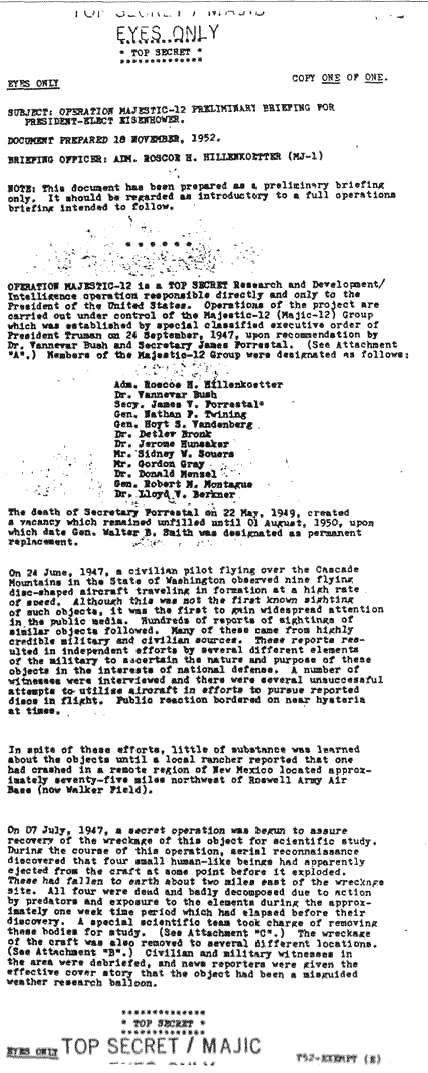 TOP SECRET / MAJIC
EYES ONLY
* TOP SECRET *
**************
EYES ONLY
COPY ONE OF ONE.
SUBJECT: OPERATION MAJESTIC-12 PRELIMINARY BRIEFING FOR
PRESIDENT-ELECT EISENHOWER.
DOCUMENT PREPARED 18 NOVEMBER, 1952.
BRIEFING OFFICER: ADM. ROSCOE H. HILLENKOETTER (MJ-1)
NOTE: This document has been prepared as a preliminary briefing
only. It should be regarded as introductory to a full operations
briefing intended to follow.
* * * * * *
OPERATION MAJESTIC-12 is a TOP SECRET Research and Development/
Intelligence operation responsible directly and only to the
President of the United States. Operations of the project are
carried out under control of the Majestic-12 (Majic-12) Group
which was established by special classified executive order of
President Truman on 24 September, 1947, upon recommendation by
Dr. Vannevar Bush and Secretary James Forrestal. (See Attachment
"A".) Members of the Majestic-12 Group were designated as follows:
Adm. Roscoe H. Hillenkoetter
Dr. Vannevar Bush
Secy. James V. Forrestal*
Gen. Nathan F. Twining
Gen. Hoyt S. Vandenberg
Dr. Detlev Bronk
Dr. Jerome Hunsaker
Mr. Sidney W. Souers
Mr. Gordon Gray
Dr. Donald Menzel
Gen. Robert M. Montague
Dr. Lloyd V. Berkner
The death of Secretary Forrestal on 22 May, 1949, created
a vacancy which remained unfilled until 01 August, 1950, upon
which date Gen. Walter B. Smith was designated as permanent
replacement.
On 24 June, 1947, a civilian pilot flying over the Cascade
Mountains in the State of Washington observed nine flying
disc-shaped aircraft traveling in formation at a high rate
of speed. Although this was not the first known sighting
of such objects, it was the first to gain widespread attention
in the public media. Hundreds of reports of sightings of
similar objects followed. Many of these came from highly
credible military and civilian sources. These reports res-
ulted in independent efforts by several different elements
of the military to ascertain the nature and purpose of these
objects in the interests of national defense. A number of
witnesses were interviewed and there were several unsuccessful
attempts to utilize aircraft in efforts to pursue reported
discs in flight. Public reaction bordered on near hysteria
at times.
In spite of these efforts, little of substance was learned
about the objects until a local rancher reported that one
had crashed in a remote region of New Mexico located approx-
imately seventy-five miles northwest of Roswell Army Air
Base (now Walker Field).
On 07 July, 1947, a secret operation was begun to assure
recovery of the wreckage of this object for scientific study.
During the course of this operation, aerial reconnaissance
discovered that four small human-like beings had apparently
ejected from the craft at some point before it exploded.
These had fallen to earth about two miles east of the wreckage
site. All four were dead and badly decomposed due to action
by predators and exposure to the elements during the approx-
imately one week time period which had elapsed before their
discovery. A special scientific team took charge of removing
these bodies for study. (See Attachment "C".) The wreckage
of the craft was also removed to several different locations.
(See Attachment "B".) Civilian and military witnesses in
the area were debriefed, and news reporters were given the
effective cover story that the object had been a misguided
weather research balloon.
**************
* TOP SECRET *
**************
EYES ONLY
TOP SECRET / MAJIC
T52-EXEMPT (E)
EYES ONLY